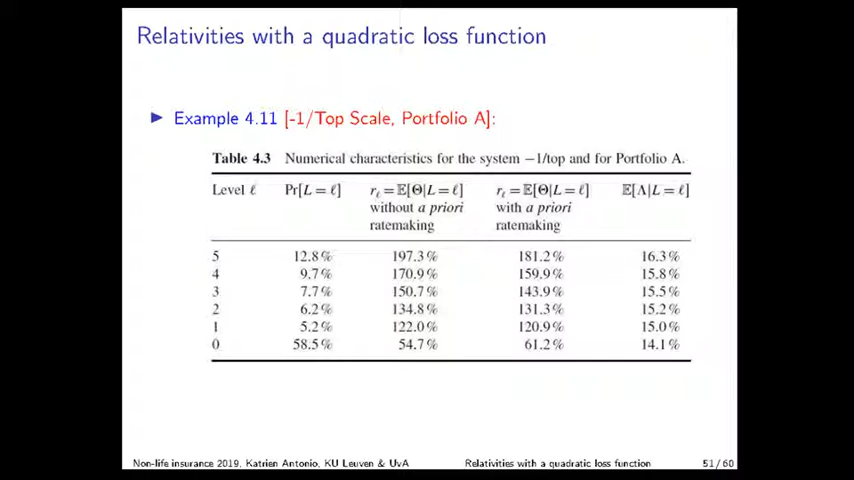 Relativities with a quadratic loss function
▶ Example 4.11 [-1/Top Scale, Portfolio A]:
Table 4.3 Numerical characteristics for the system −1/top and for Portfolio A.
Level ℓ Pr[L = ℓ] rℓ = 𝔼[Θ|L = ℓ] rℓ = 𝔼[Θ|L = ℓ] 𝔼[Λ|L = ℓ]
without a priori with a priori
ratemaking ratemaking
5 12.8% 197.3% 181.2% 16.3%
4 9.7% 170.9% 159.9% 15.8%
3 7.7% 150.7% 143.9% 15.5%
2 6.2% 134.8% 131.3% 15.2%
1 5.2% 122.0% 120.9% 15.0%
0 58.5% 54.7% 61.2% 14.1%
Non-life insurance 2019, Katrien Antonio, KU Leuven & UvA Relativities with a quadratic loss function 51 / 60